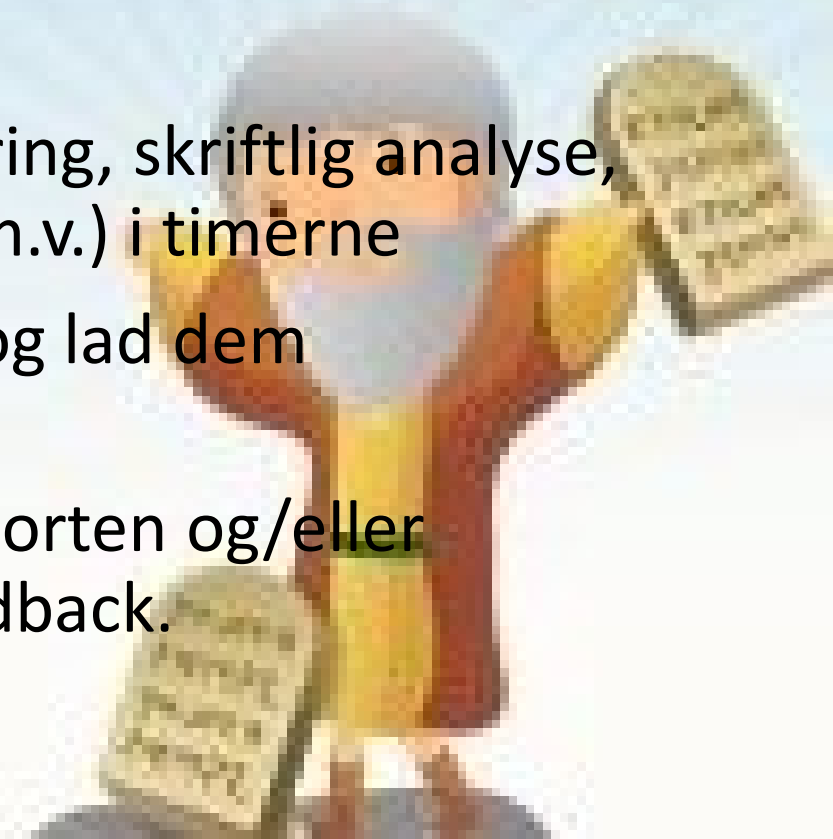 ring, skriftlig analyse,
m.v.) i timerne
og lad dem
orten og/eller
dback.